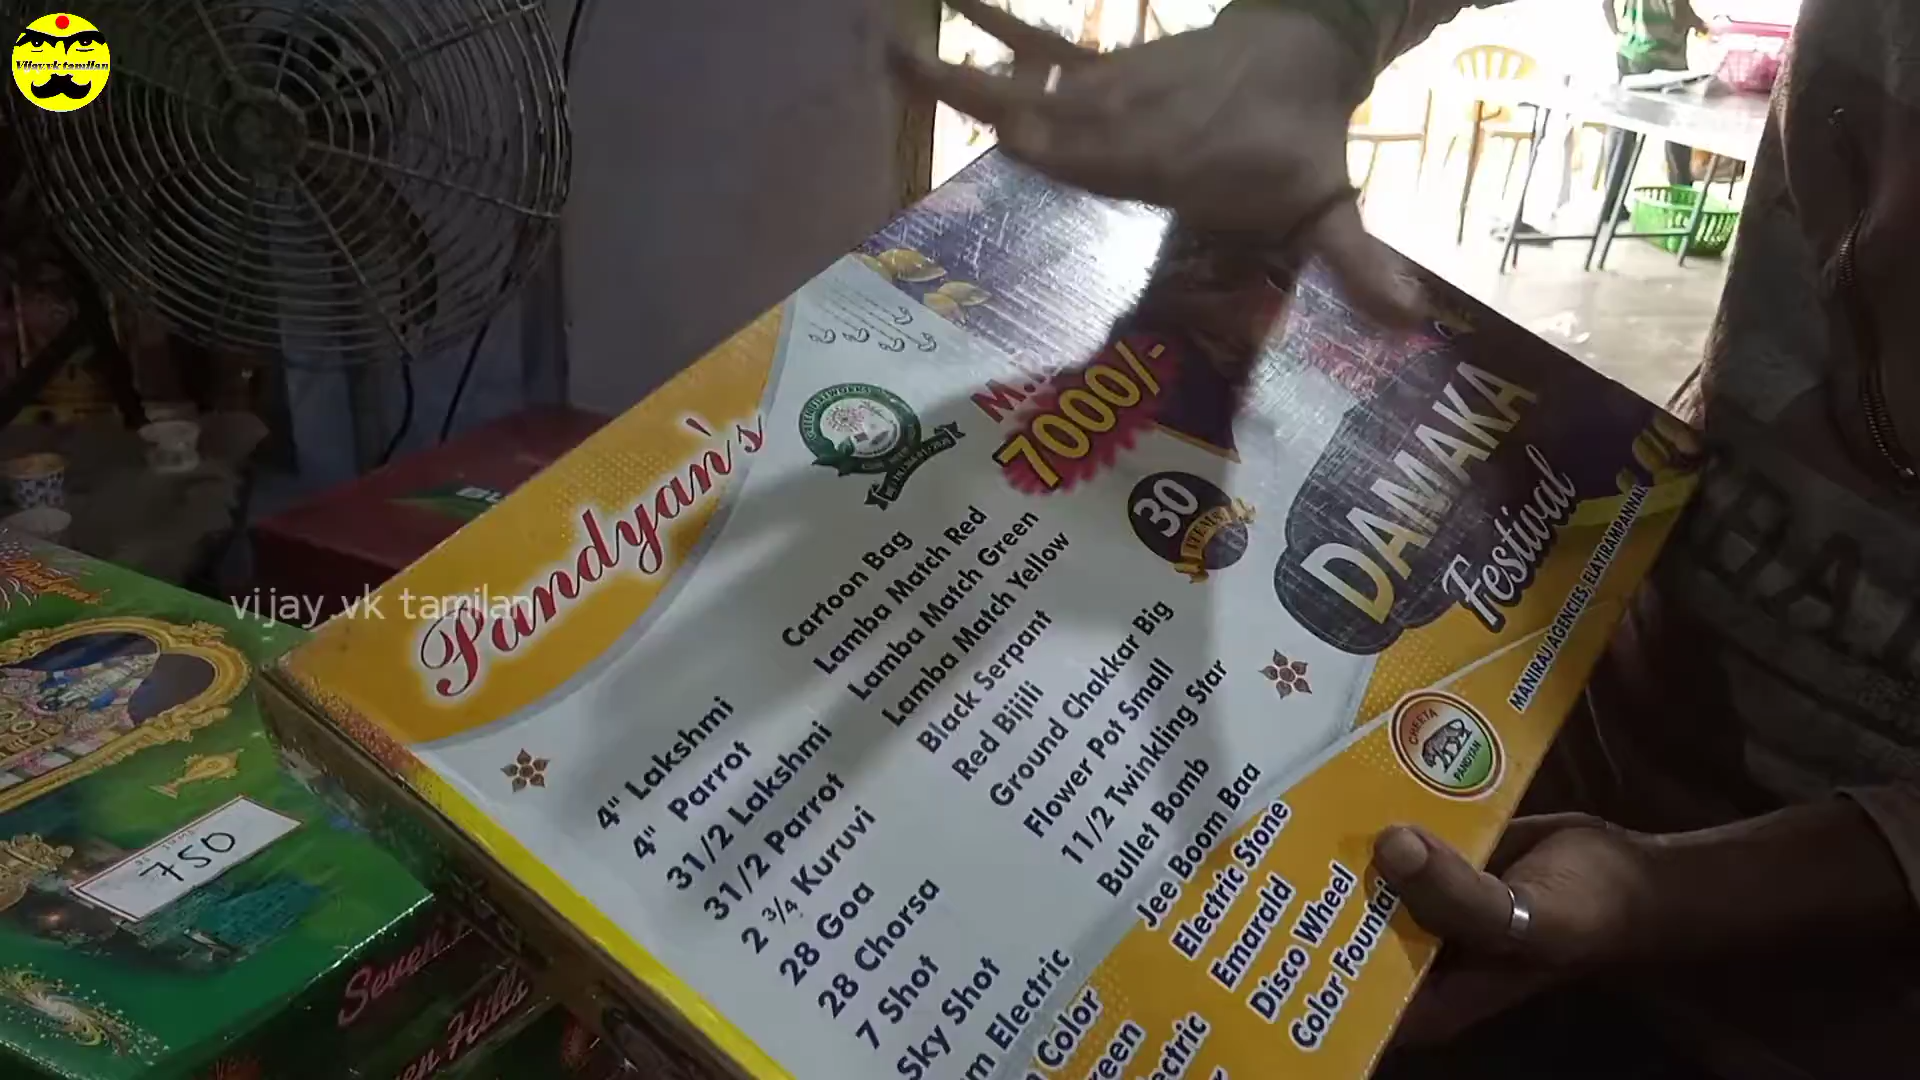 Vijay.vk tamilan
vijay.vk tamilan
Pandyan's
7000/-
30
ITEMS
DAMAKA
Festival
MANIRAJ AGENCIES, ELAYIRAMPANNAI
CHEETA
PANDYAN
4" Lakshmi
4" Parrot
31/2 Lakshmi
31/2 Parrot
2 3/4 Kuruvi
28 Goa
28 Chorsa
7 Shot
Sky Shot
Electric
Color
Cartoon Bag
Lamba Match Red
Lamba Match Green
Lamba Match Yellow
Black Serpant
Red Bijili
Ground Chakkar Big
Flower Pot Small
11/2 Twinkling Star
Bullet Bomb
Jee Boom Baa
Electric Stone
Emarald
Disco Wheel
Color
750
Seven
Hills